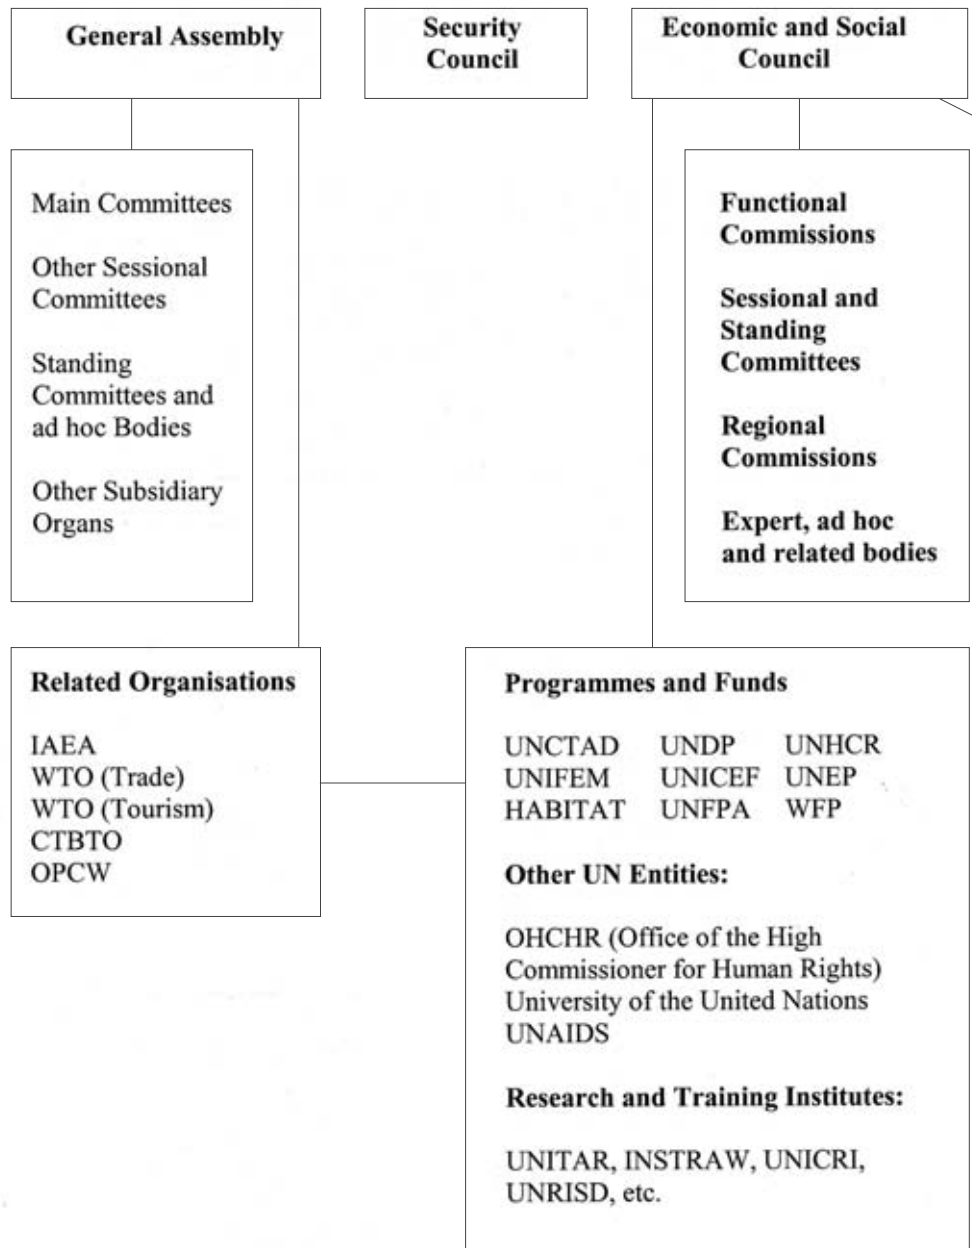 General Assembly
Security
Council
Economic and Social
Council
Main Committees
Other Sessional
Committees
Standing
Committees and
ad hoc Bodies
Other Subsidiary
Organs
Functional
Commissions
Sessional and
Standing
Committees
Regional
Commissions
Expert, ad hoc
and related bodies
Related Organisations
IAEA
WTO (Trade)
WTO (Tourism)
CTBTO
OPCW
Programmes and Funds
UNCTAD UNDP UNHCR
UNIFEM UNICEF UNEP
HABITAT UNFPA WFP
Other UN Entities:
OHCHR (Office of the High
Commissioner for Human Rights)
University of the United Nations
UNAIDS
Research and Training Institutes:
UNITAR, INSTRAW, UNICRI,
UNRISD, etc.